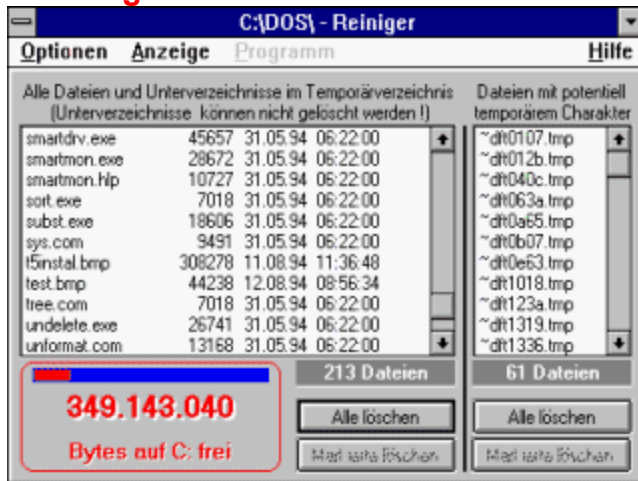 C:\DOS\ - Reiniger
Optionen Anzeige Programm Hilfe
Alle Dateien und Unterverzeichnisse im Temporärverzeichnis
(Unterverzeichnisse können nicht gelöscht werden !)
Dateien mit potentiell
temporärem Charakter
smartdrv.exe 45657 31.05.94 06:22:00
smartmon.exe 28672 31.05.94 06:22:00
smartmon.hlp 10727 31.05.94 06:22:00
sort.exe 7018 31.05.94 06:22:00
subst.exe 18606 31.05.94 06:22:00
sys.com 9491 31.05.94 06:22:00
t5instal.bmp 308278 11.08.94 11:36:48
test.bmp 44238 12.08.94 08:56:34
tree.com 7018 31.05.94 06:22:00
undelete.exe 26741 31.05.94 06:22:00
unformat.com 13168 31.05.94 06:22:00
~dft0107.tmp
~dft012b.tmp
~dft040c.tmp
~dft063a.tmp
~dft0a65.tmp
~dft0b07.tmp
~dft0e63.tmp
~dft1018.tmp
~dft123a.tmp
~dft1319.tmp
~dft1336.tmp
349.143.040
Bytes auf C: frei
213 Dateien
Alle löschen
Markierte löschen
61 Dateien
Alle löschen
Markierte löschen